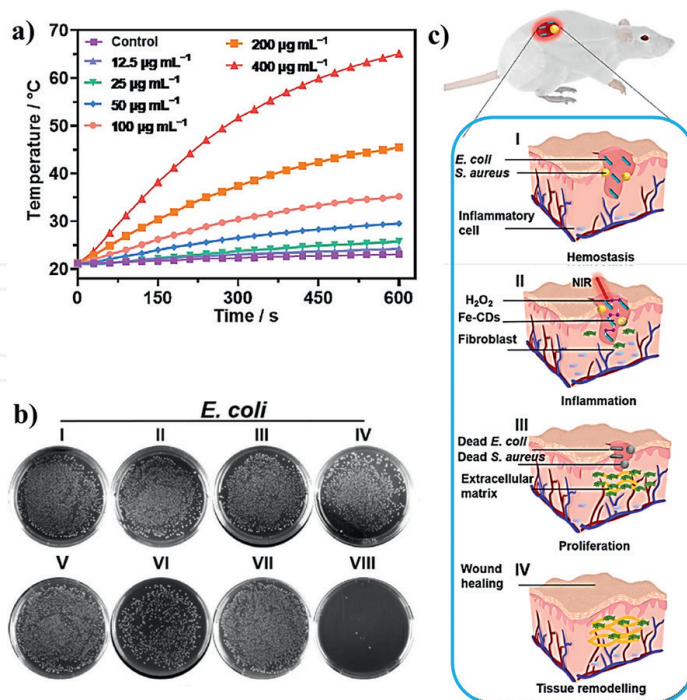 a)
Temperature / °C
70
60
50
40
30
20
Control
12.5 μg mL⁻¹
25 μg mL⁻¹
50 μg mL⁻¹
100 μg mL⁻¹
200 μg mL⁻¹
400 μg mL⁻¹
0 150 300 450 600
Time / s
b)
E. coli
I II III IV
V VI VII VIII
c)
I
E. coli
S. aureus
Inflammatory
cell
Hemostasis
II
NIR
H₂O₂
Fe-CDs
Fibroblast
Inflammation
III
Dead E. coli
Dead S. aureus
Extracellular
matrix
Proliferation
IV
Wound
healing
Tissue remodelling